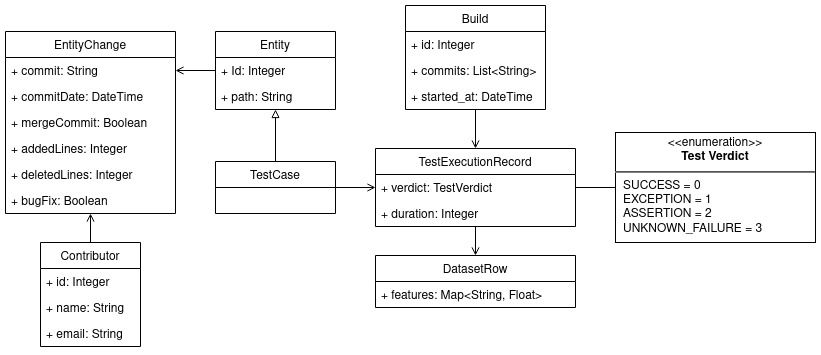 EntityChange
+ commit: String
+ commitDate: DateTime
+ mergeCommit: Boolean
+ addedLines: Integer
+ deletedLines: Integer
+ bugFix: Boolean
Entity
+ Id: Integer
+ path: String
Build
+ id: Integer
+ commits: List<String>
+ started_at: DateTime
TestCase
TestExecutionRecord
+ verdict: TestVerdict
+ duration: Integer
<<enumeration>>
Test Verdict
SUCCESS = 0
EXCEPTION = 1
ASSERTION = 2
UNKNOWN_FAILURE = 3
Contributor
+ id: Integer
+ name: String
+ email: String
DatasetRow
+ features: Map<String, Float>